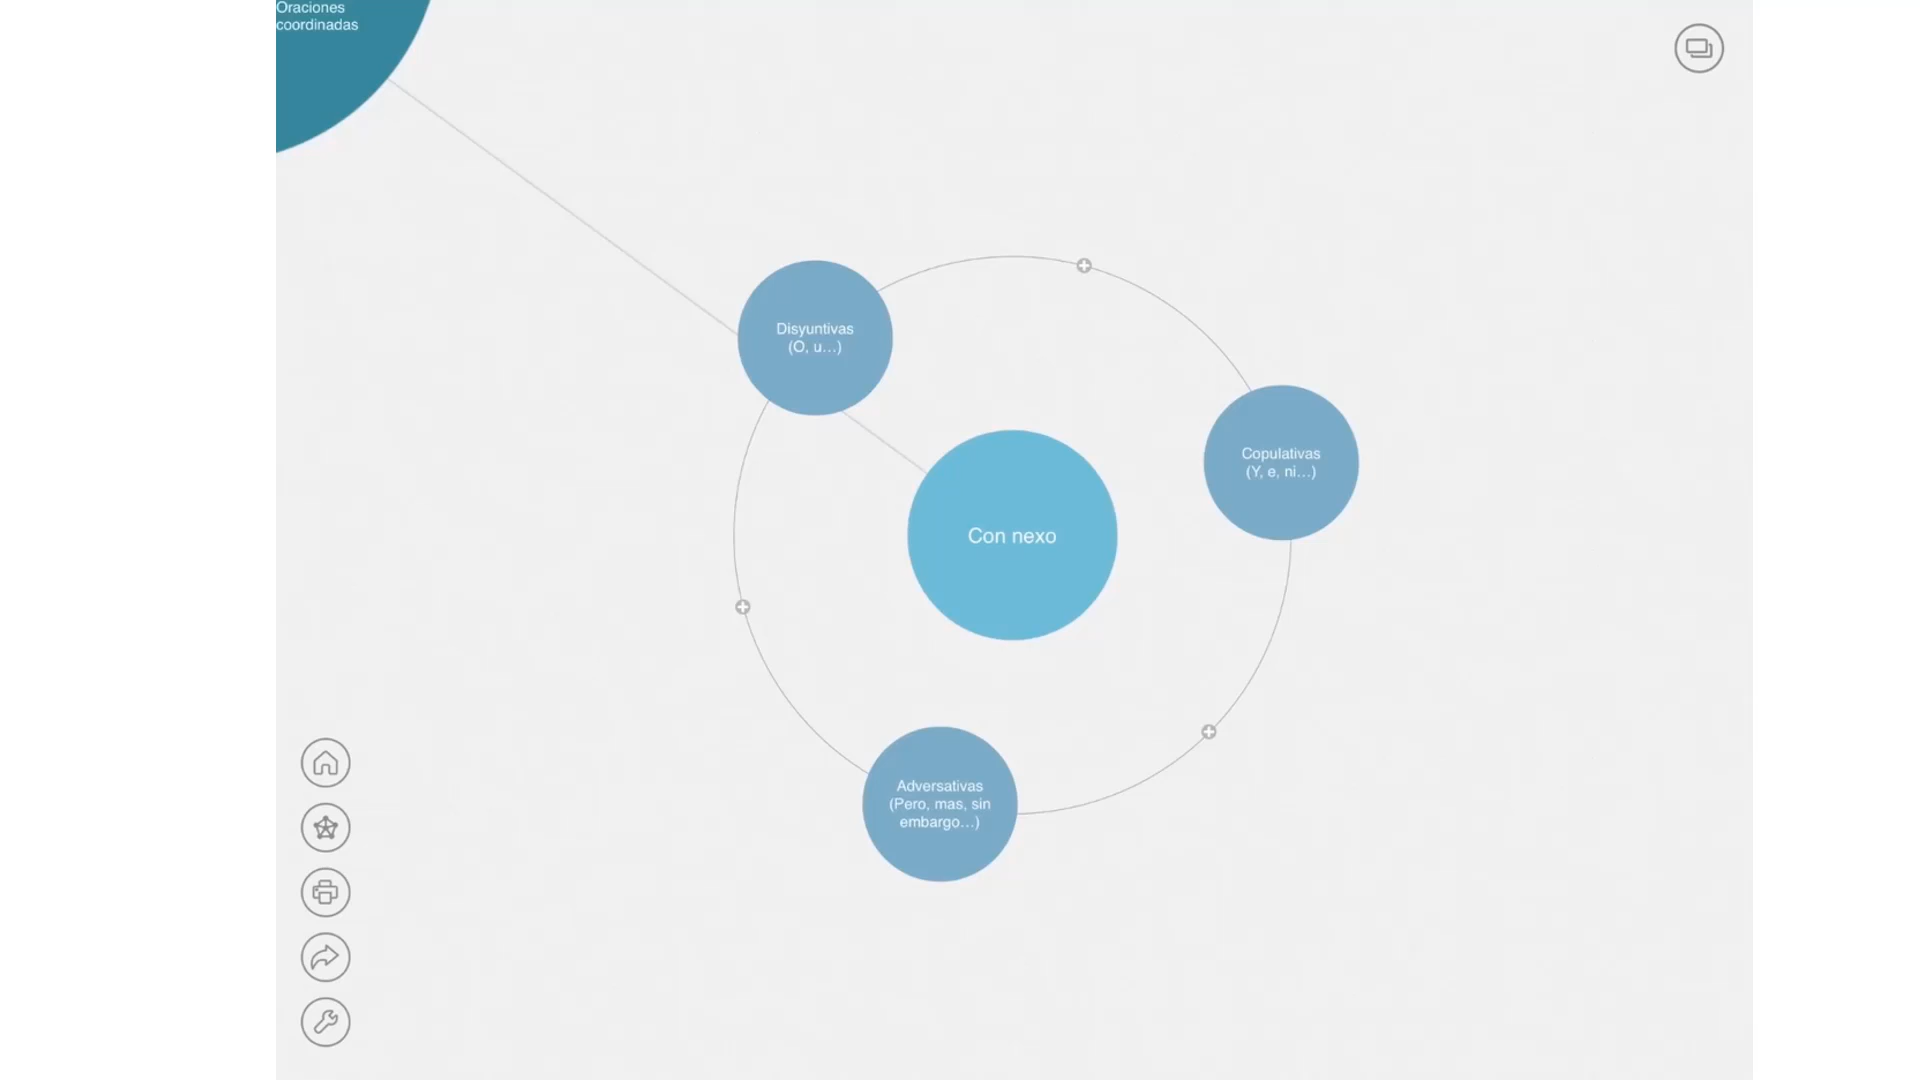 Oraciones
coordinadas
Disyuntivas
(O, u...)
Copulativas
(Y, e, ni...)
Con nexo
Adversativas
(Pero, mas, sin
embargo...)